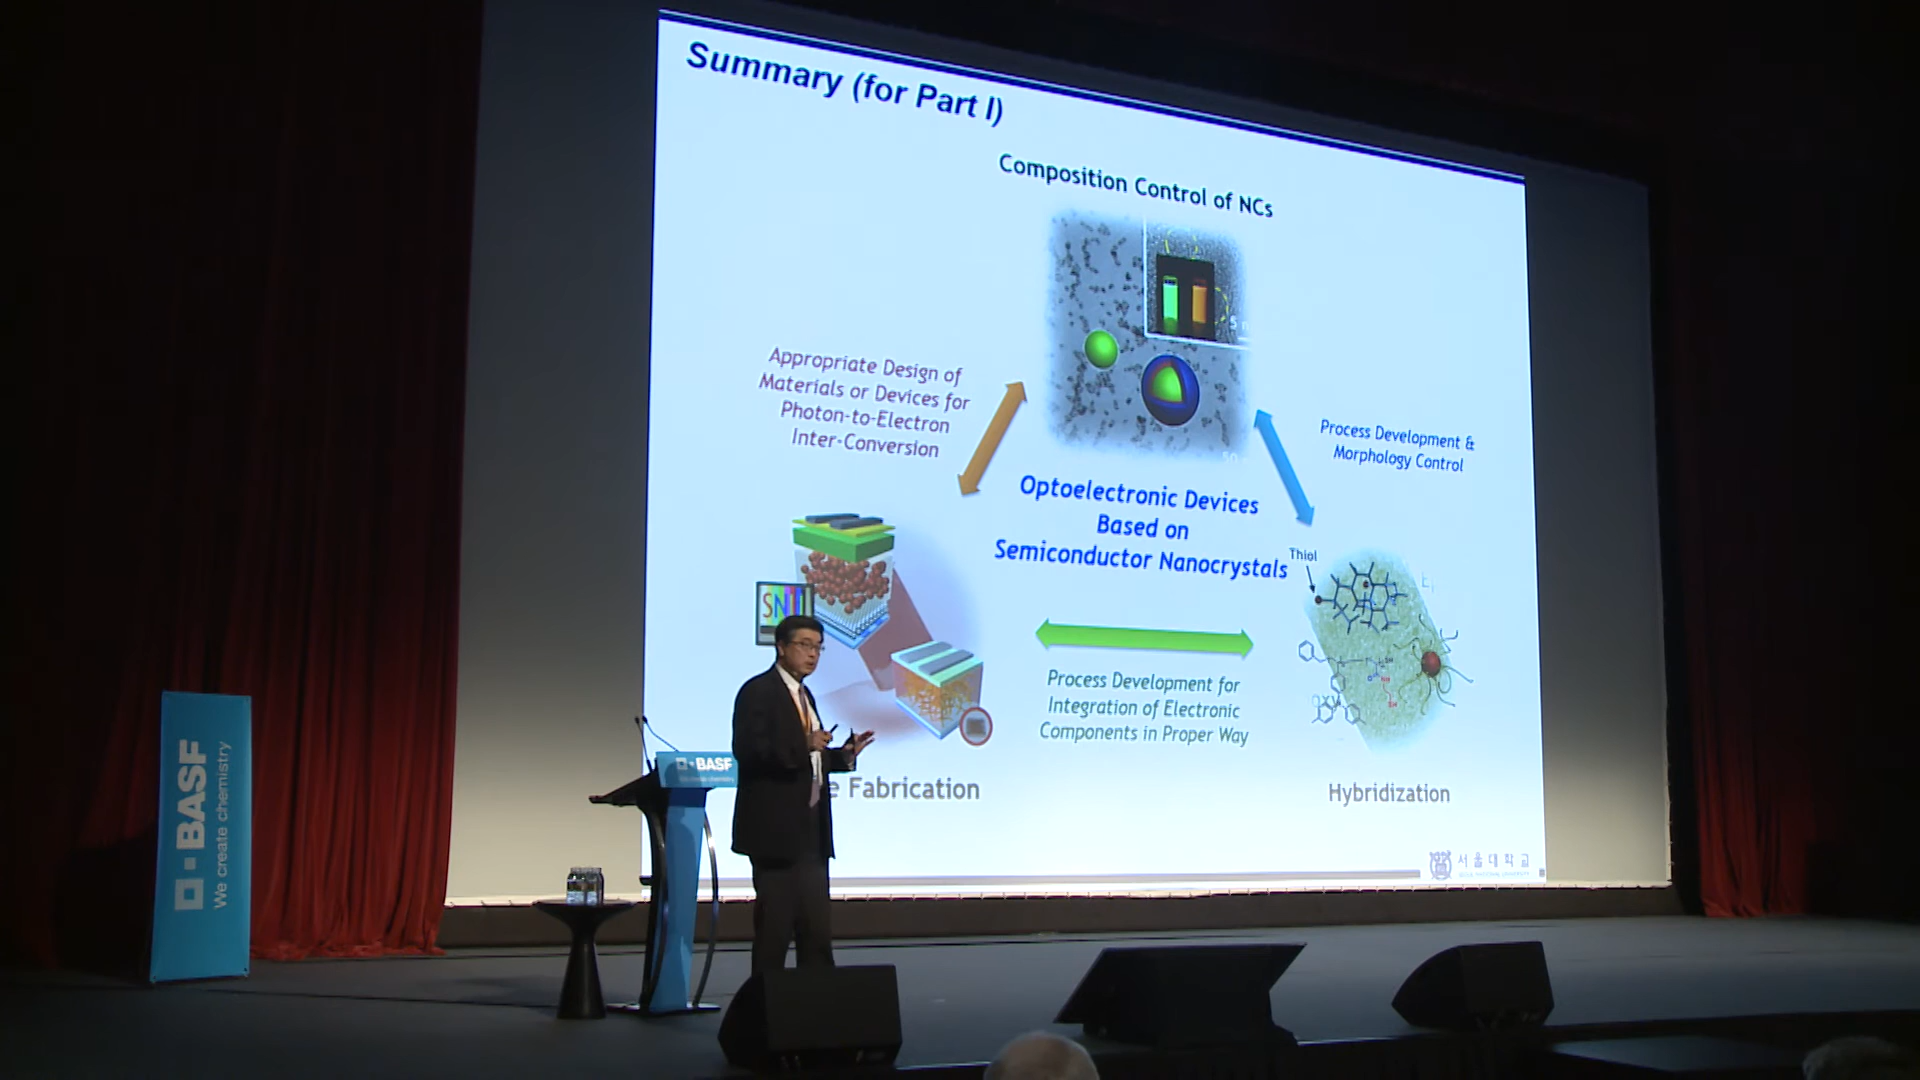 Summary (for Part I)
Composition Control of NCs
Appropriate Design of
Materials or Devices for
Photon-to-Electron
Inter-Conversion
Process Development &
Morphology Control
Optoelectronic Devices
Based on
Semiconductor Nanocrystals
Thiol
Process Development for
Integration of Electronic
Components in Proper Way
Fabrication
Hybridization
서울대학교
BASF
BASF
We create chemistry